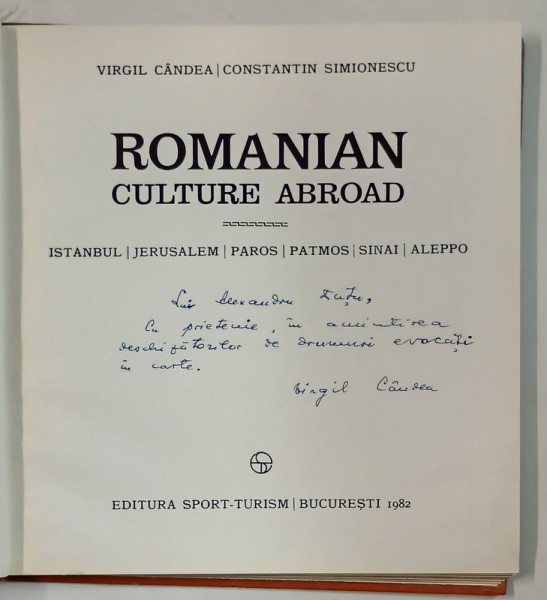 VIRGIL CÂNDEA | CONSTANTIN SIMIONESCU
ROMANIAN
CULTURE ABROAD
ISTANBUL | JERUSALEM | PAROS | PATMOS | SINAI | ALEPPO
Lui Alexandru Duțu,
Cu prietenie, în amintirea
deschizătorilor de drumuri evocați
în carte.
Virgil Cândea
EDITURA SPORT-TURISM | BUCUREȘTI 1982